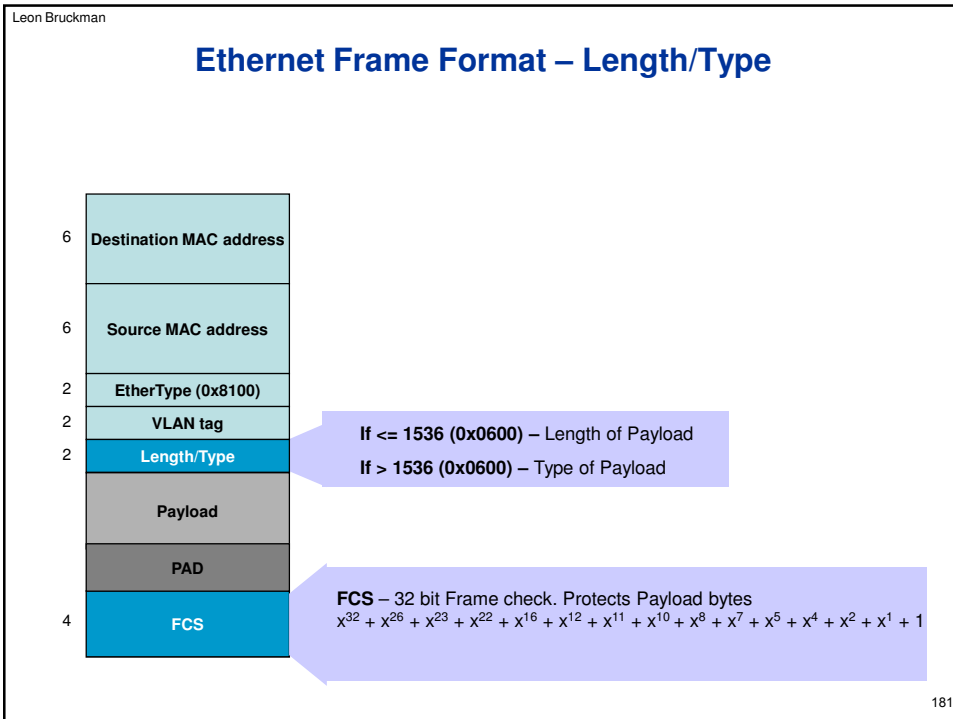 Leon Bruckman
Ethernet Frame Format – Length/Type
6 Destination MAC address
6 Source MAC address
2 EtherType (0x8100)
2 VLAN tag
2 Length/Type
If <= 1536 (0x0600) – Length of Payload
If > 1536 (0x0600) – Type of Payload
Payload
PAD
4 FCS
FCS – 32 bit Frame check. Protects Payload bytes
x³² + x²⁶ + x²³ + x²² + x¹⁶ + x¹² + x¹¹ + x¹⁰ + x⁸ + x⁷ + x⁵ + x⁴ + x² + x¹ + 1
181